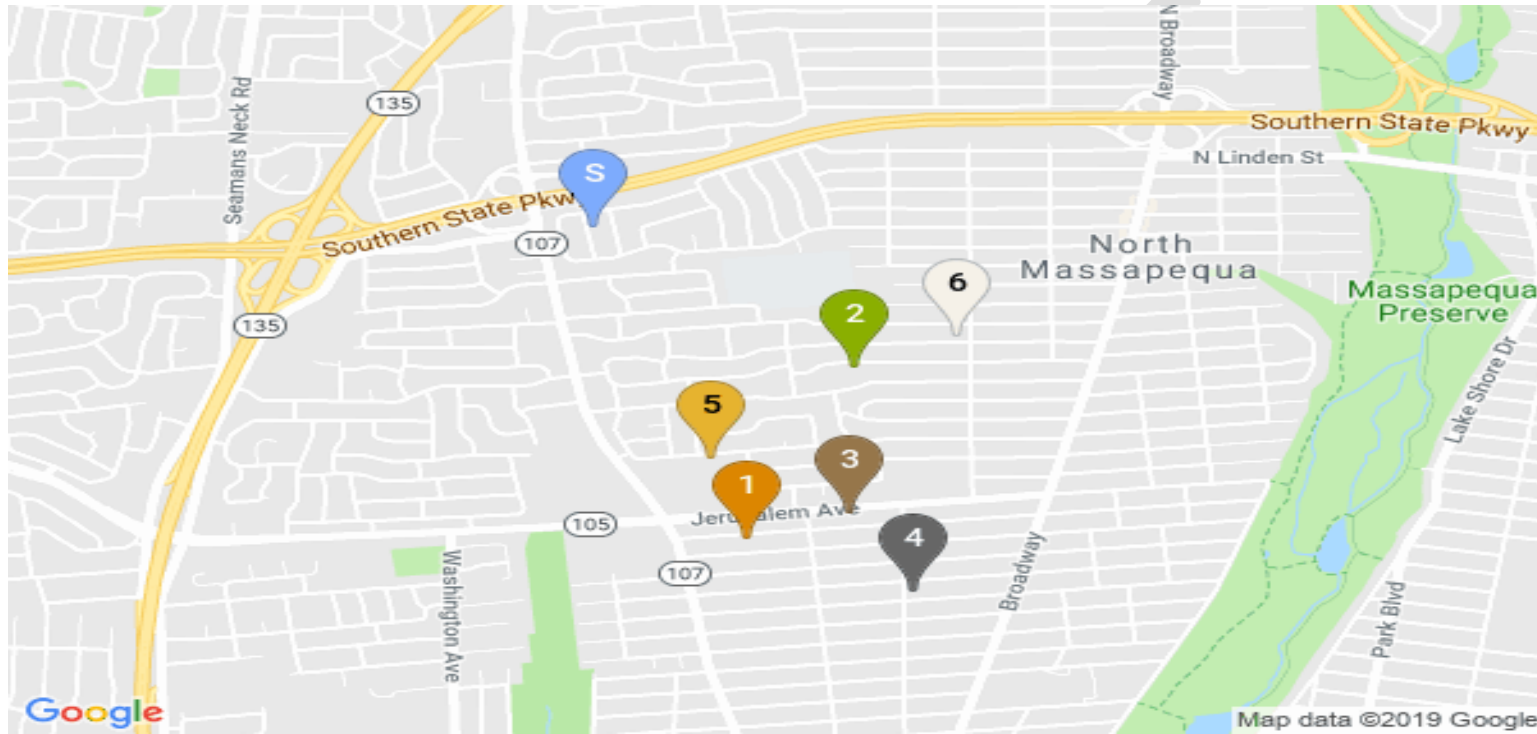 N Broadway
Seamans Neck Rd
135
Southern State Pkwy
N Linden St
S
Southern State Pkwy
107
North
Massapequa
6
Massapequa
Preserve
2
135
Lake Shore Dr
5
3
1
Jerusalem Ave
105
4
Washington Ave
107
Broadway
Park Blvd
Google
Map data ©2019 Google